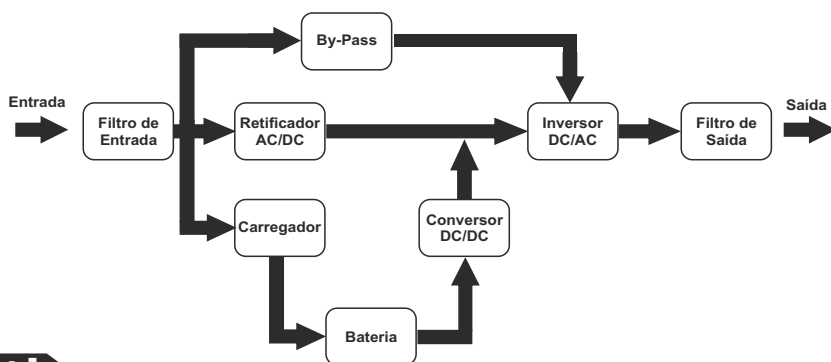 By-Pass
Entrada
Filtro de
Entrada
Retificador
AC/DC
Inversor
DC/AC
Filtro de
Saída
Saída
Carregador
Conversor
DC/DC
Bateria